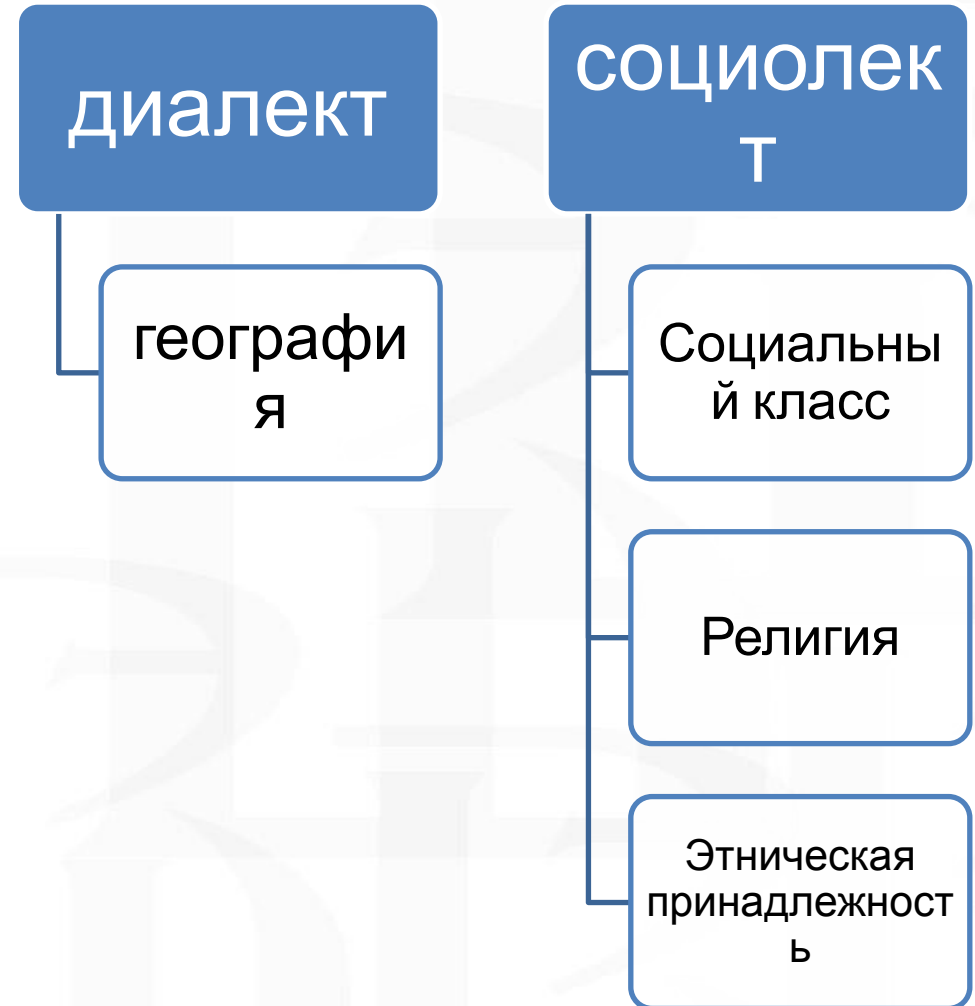 диалект
географи
я
социолек
т
Социальны
й класс
Религия
Этническая
принадлежност
ь